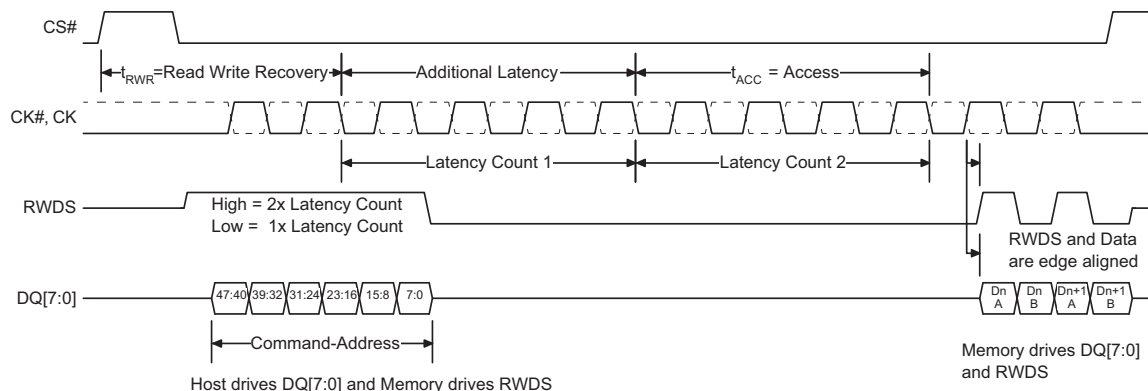 CS#
tRWR=Read Write Recovery
Additional Latency
tACC = Access
CK#, CK
Latency Count 1
Latency Count 2
RWDS
High = 2x Latency Count
Low = 1x Latency Count
RWDS and Data
are edge aligned
DQ[7:0]
47:40 39:32 31:24 23:16 15:8 7:0
Dn A
Dn B
Dn+1 A
Dn+1 B
Command-Address
Memory drives DQ[7:0]
and RWDS
Host drives DQ[7:0] and Memory drives RWDS